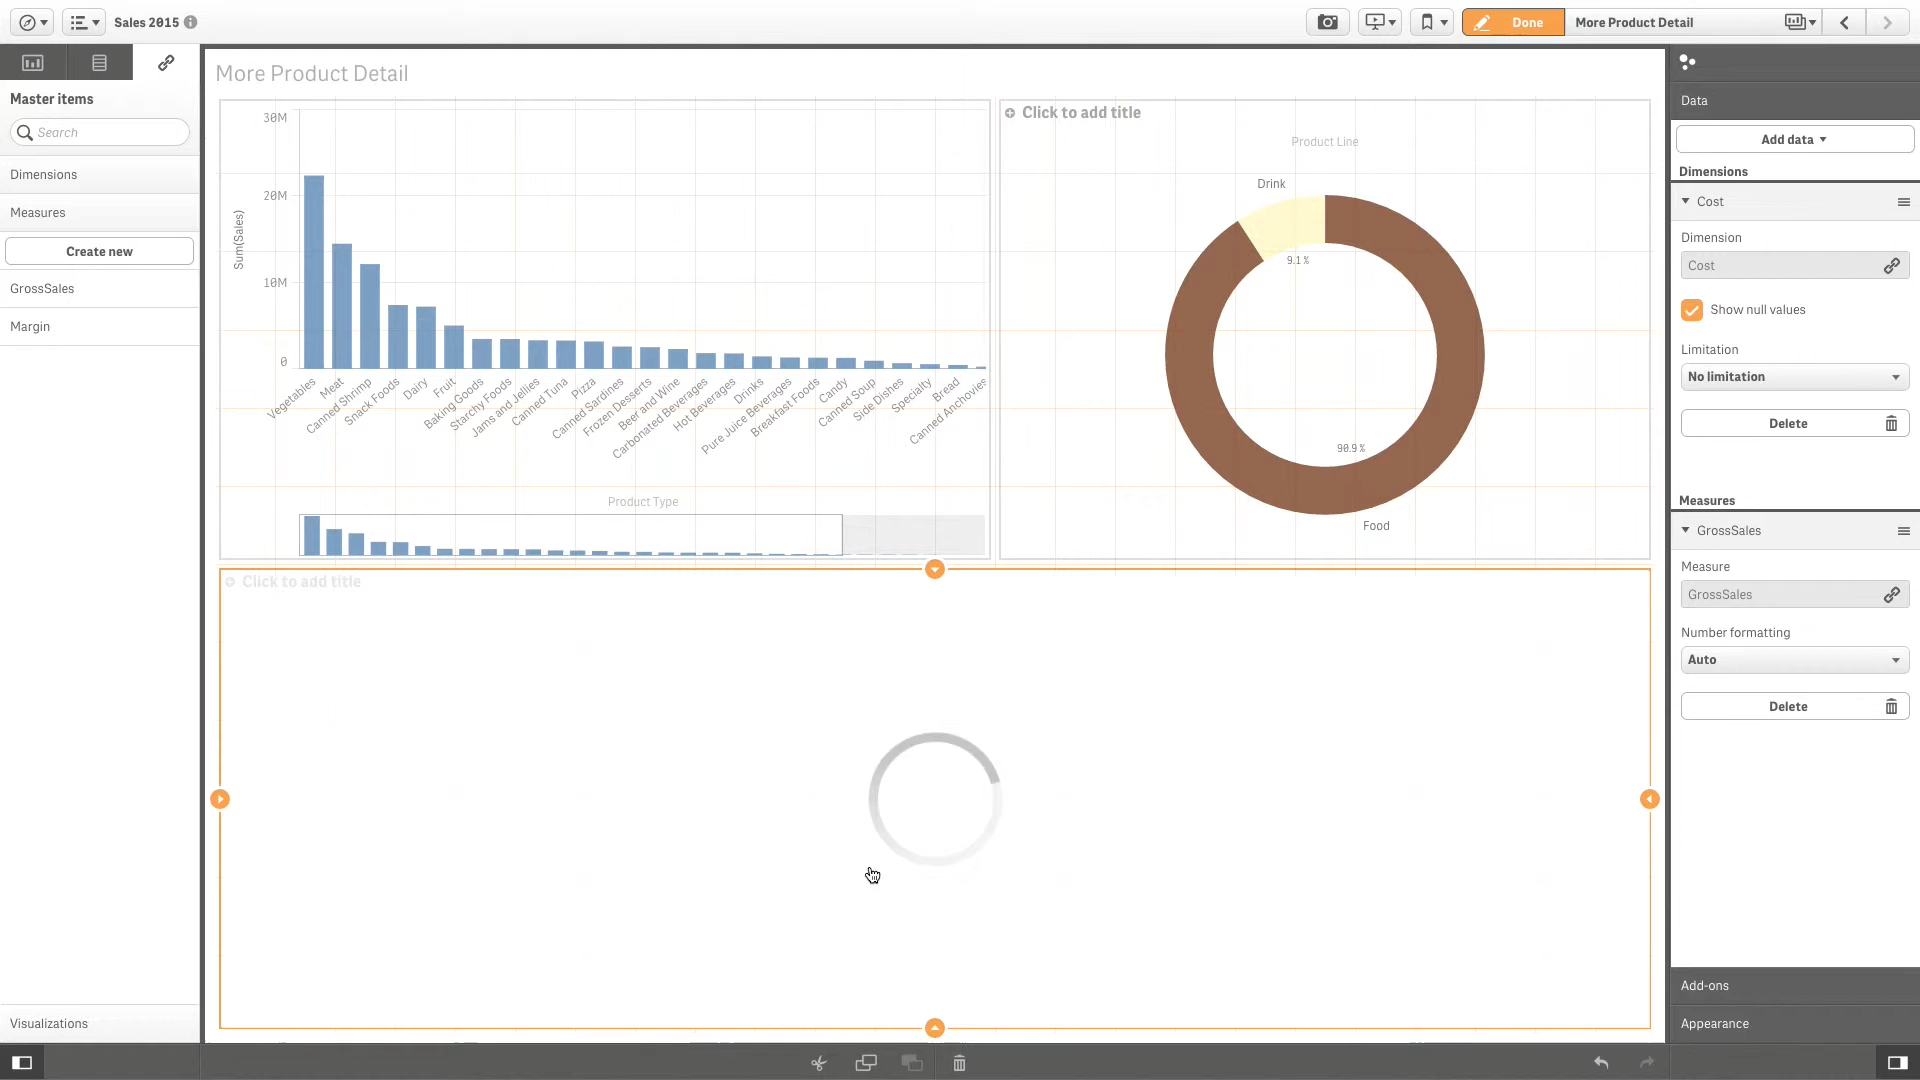 Sales 2015
Done
More Product Detail
Master items
Search
Dimensions
Measures
Create new
GrossSales
Margin
Visualizations
More Product Detail
30M
20M
10M
0
Sum(Sales)
Vegetables
Meat
Canned Shrimp
Snack Foods
Dairy
Fruit
Baking Goods
Starchy Foods
Jams and Jellies
Canned Tuna
Pizza
Canned Sardines
Frozen Desserts
Beer and Wine
Carbonated Beverages
Hot Beverages
Drinks
Pure Juice Beverages
Breakfast Foods
Candy
Canned Soup
Side Dishes
Specialty
Bread
Canned Anchovies
Product Type
Click to add title
Product Line
Drink
9.1 %
90.9 %
Food
Click to add title
Data
Add data
Dimensions
Cost
Dimension
Cost
Show null values
Limitation
No limitation
Delete
Measures
GrossSales
Measure
GrossSales
Number formatting
Auto
Delete
Add-ons
Appearance